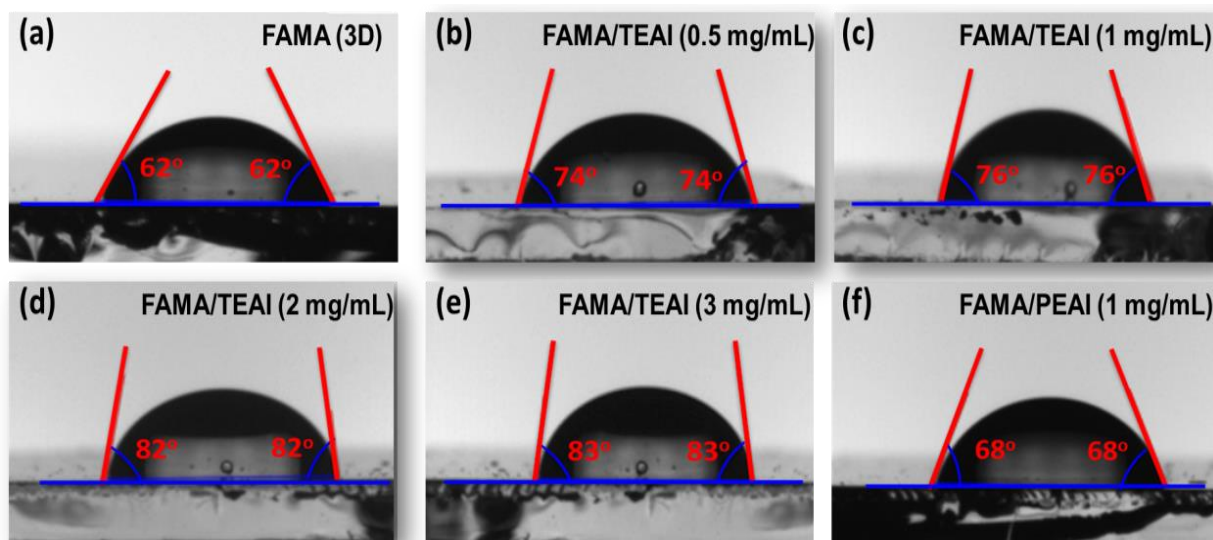 (a) FAMA (3D)
62° 62°
(b) FAMA/TEAI (0.5 mg/mL)
74° 74°
(c) FAMA/TEAI (1 mg/mL)
76° 76°
(d) FAMA/TEAI (2 mg/mL)
82° 82°
(e) FAMA/TEAI (3 mg/mL)
83° 83°
(f) FAMA/PEAI (1 mg/mL)
68° 68°